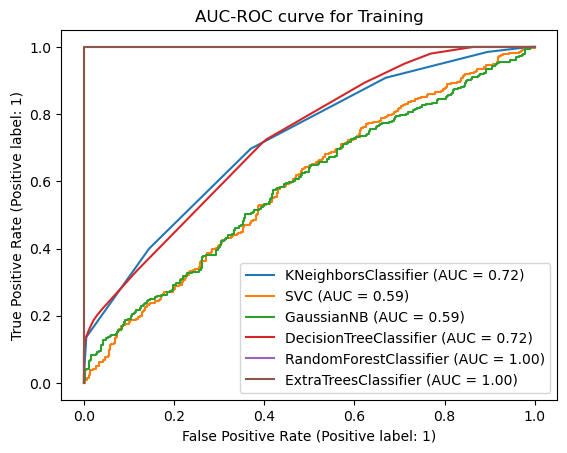 AUC-ROC curve for Training
True Positive Rate (Positive label: 1)
1.0
0.8
0.6
0.4
0.2
0.0
KNeighborsClassifier (AUC = 0.72)
SVC (AUC = 0.59)
GaussianNB (AUC = 0.59)
DecisionTreeClassifier (AUC = 0.72)
RandomForestClassifier (AUC = 1.00)
ExtraTreesClassifier (AUC = 1.00)
0.0 0.2 0.4 0.6 0.8 1.0
False Positive Rate (Positive label: 1)